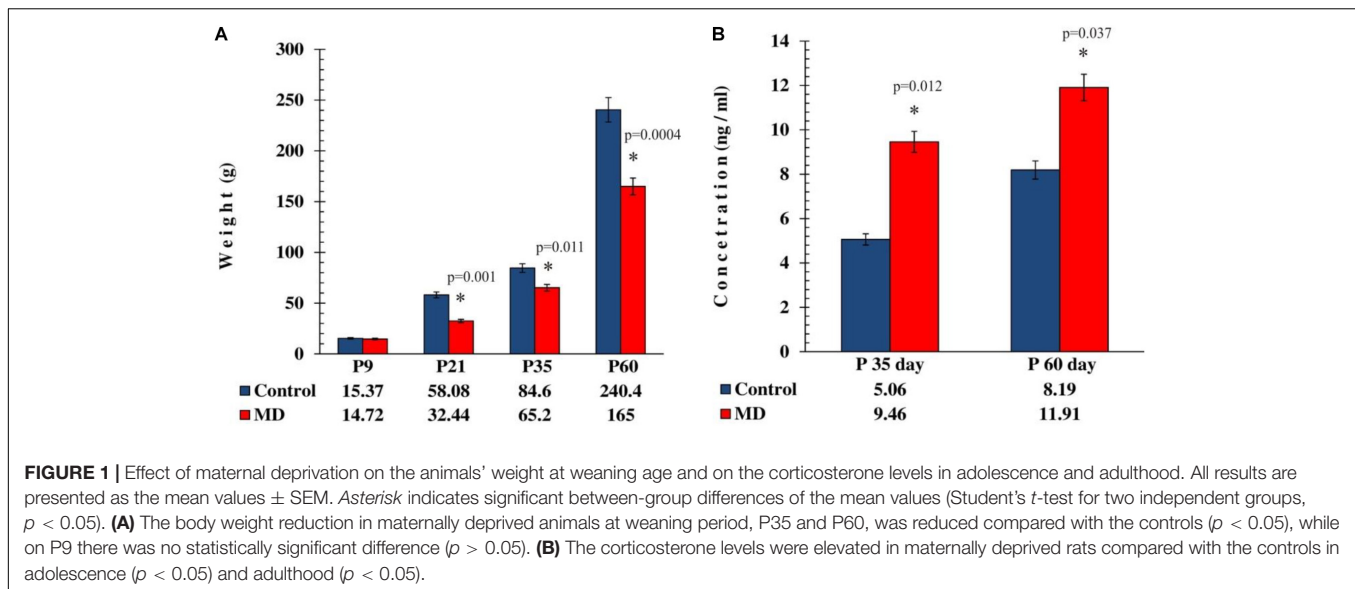 A
300
250
200
150
100
50
0
Weight (g)
p=0.001
*
p=0.011
*
p=0.0004
*
P9 P21 P35 P60
Control 15.37 58.08 84.6 240.4
MD 14.72 32.44 65.2 165
B
14
12
10
8
6
4
2
0
Concetration (ng / ml)
p=0.012
*
p=0.037
*
P 35 day P 60 day
5.06 8.19
9.46 11.91
FIGURE 1 | Effect of maternal deprivation on the animals' weight at weaning age and on the corticosterone levels in adolescence and adulthood. All results are
presented as the mean values ± SEM. Asterisk indicates significant between-group differences of the mean values (Student's t-test for two independent groups,
p < 0.05). (A) The body weight reduction in maternally deprived animals at weaning period, P35 and P60, was reduced compared with the controls (p < 0.05), while
on P9 there was no statistically significant difference (p > 0.05). (B) The corticosterone levels were elevated in maternally deprived rats compared with the controls in
adolescence (p < 0.05) and adulthood (p < 0.05).